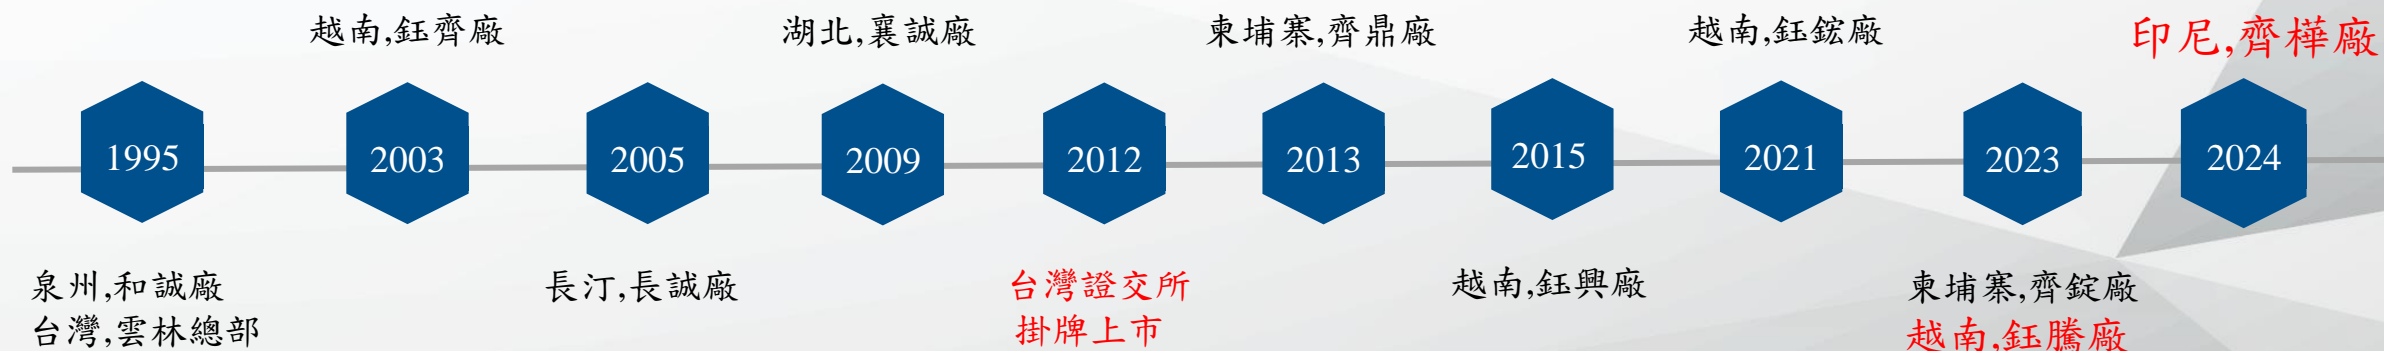 越南,鈺齊廠
湖北,襄誠廠
柬埔寨,齊鼎廠
越南,鈺鋐廠
印尼,齊樺廠
1995
2003
2005
2009
2012
2013
2015
2021
2023
2024
泉州,和誠廠
台灣,雲林總部
長汀,長誠廠
台灣證交所
掛牌上市
越南,鈺興廠
柬埔寨,齊錠廠
越南,鈺騰廠